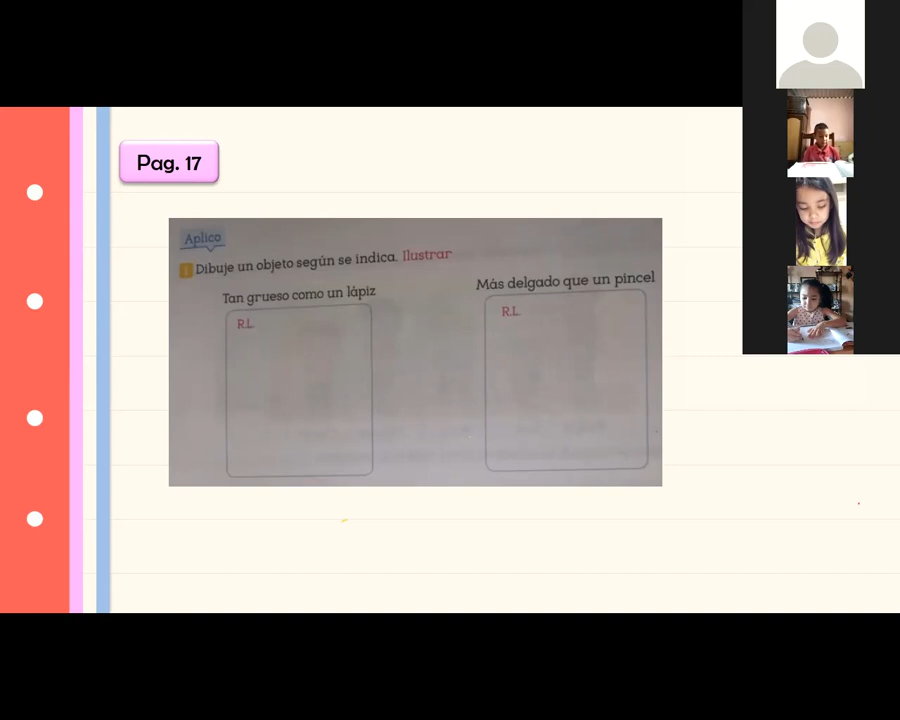 Pag. 17
Aplico
1 Dibuje un objeto según se indica. Ilustrar
Tan grueso como un lápiz
Más delgado que un pincel
R.L.
R.L.